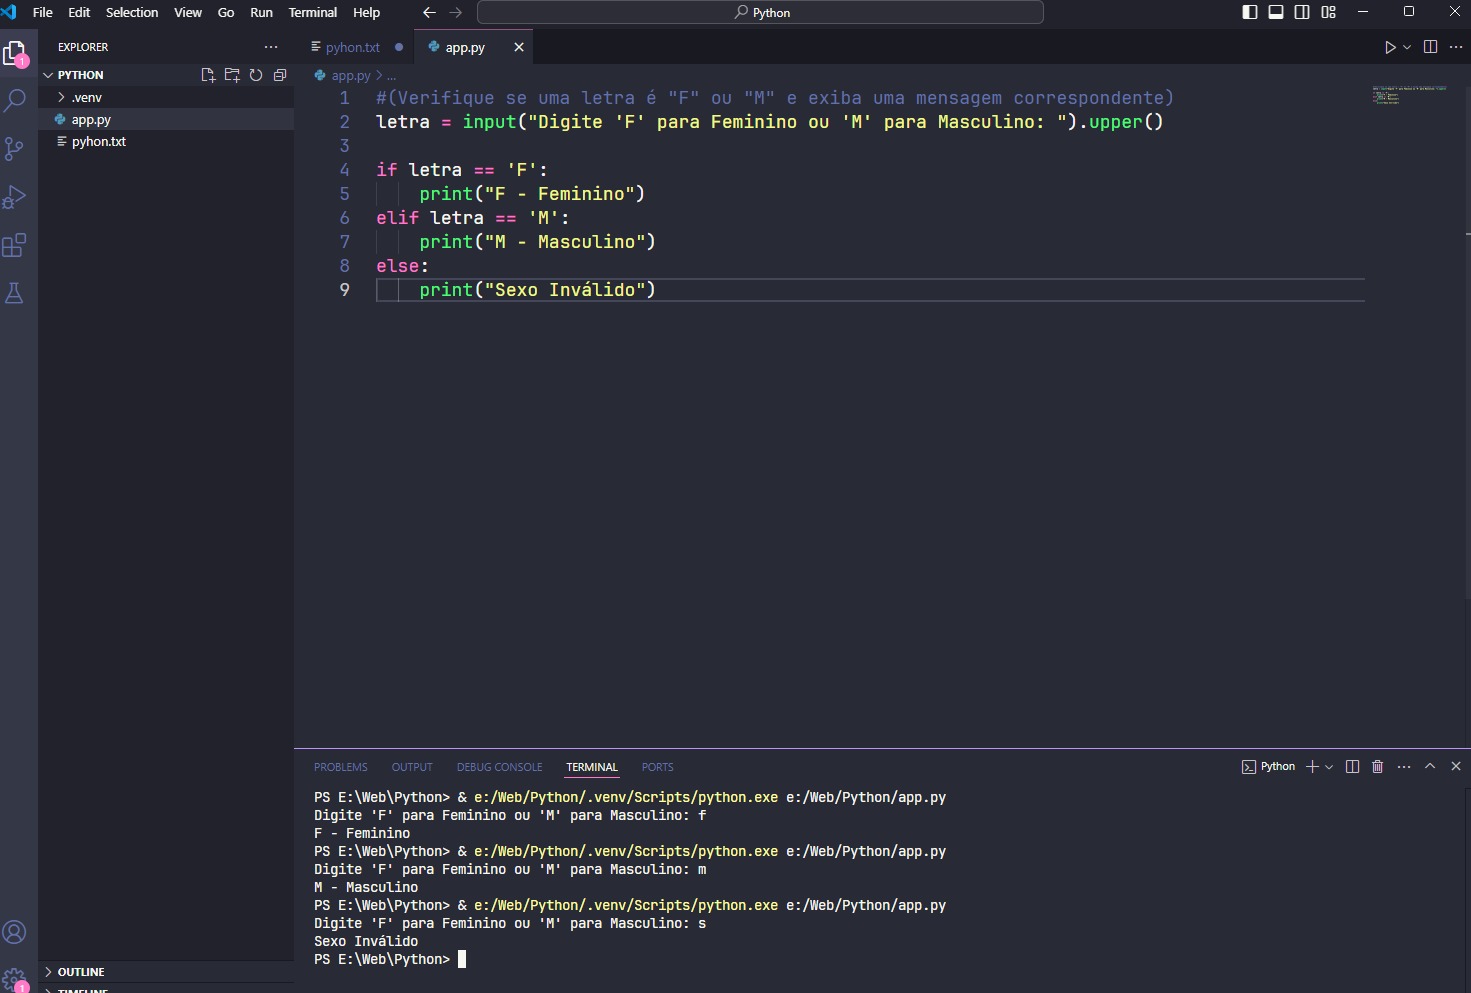 File Edit Selection View Go Run Terminal Help Python
EXPLORER
PYTHON
.venv
app.py
pyhon.txt
OUTLINE
TIMELINE
1
1
pyhon.txt app.py
app.py > ...
1 #(Verifique se uma letra é "F" ou "M" e exiba uma mensagem correspondente)
2 letra = input("Digite 'F' para Feminino ou 'M' para Masculino: ").upper()
3
4 if letra == 'F':
5 print("F - Feminino")
6 elif letra == 'M':
7 print("M - Masculino")
8 else:
9 print("Sexo Inválido")
PROBLEMS OUTPUT DEBUG CONSOLE TERMINAL PORTS Python
PS E:\Web\Python> & e:/Web/Python/.venv/Scripts/python.exe e:/Web/Python/app.py
Digite 'F' para Feminino ou 'M' para Masculino: f
F - Feminino
PS E:\Web\Python> & e:/Web/Python/.venv/Scripts/python.exe e:/Web/Python/app.py
Digite 'F' para Feminino ou 'M' para Masculino: m
M - Masculino
PS E:\Web\Python> & e:/Web/Python/.venv/Scripts/python.exe e:/Web/Python/app.py
Digite 'F' para Feminino ou 'M' para Masculino: s
Sexo Inválido
PS E:\Web\Python>